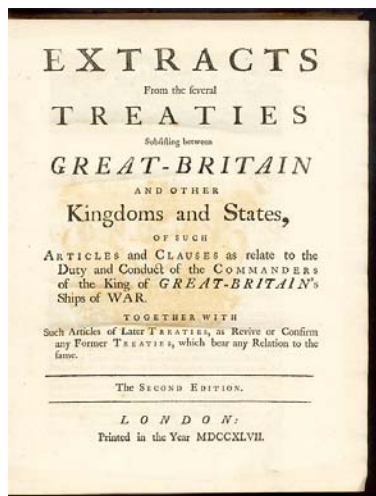 EXTRACTS
From the ſeveral
TREATIES
Subſiſting between
GREAT-BRITAIN
AND OTHER
Kingdoms and States,
OF SUCH
ARTICLES and CLAUSES as relate to the
Duty and Conduct of the COMMANDERS
of the King of GREAT-BRITAIN's
Ships of WAR.
TOGETHER WITH
Such Articles of Later TREATIES, as Revive or Confirm
any Former TREATIES, which bear any Relation to the
ſame.
The SECOND EDITION.
LONDON:
Printed in the Year MDCCXLVII.